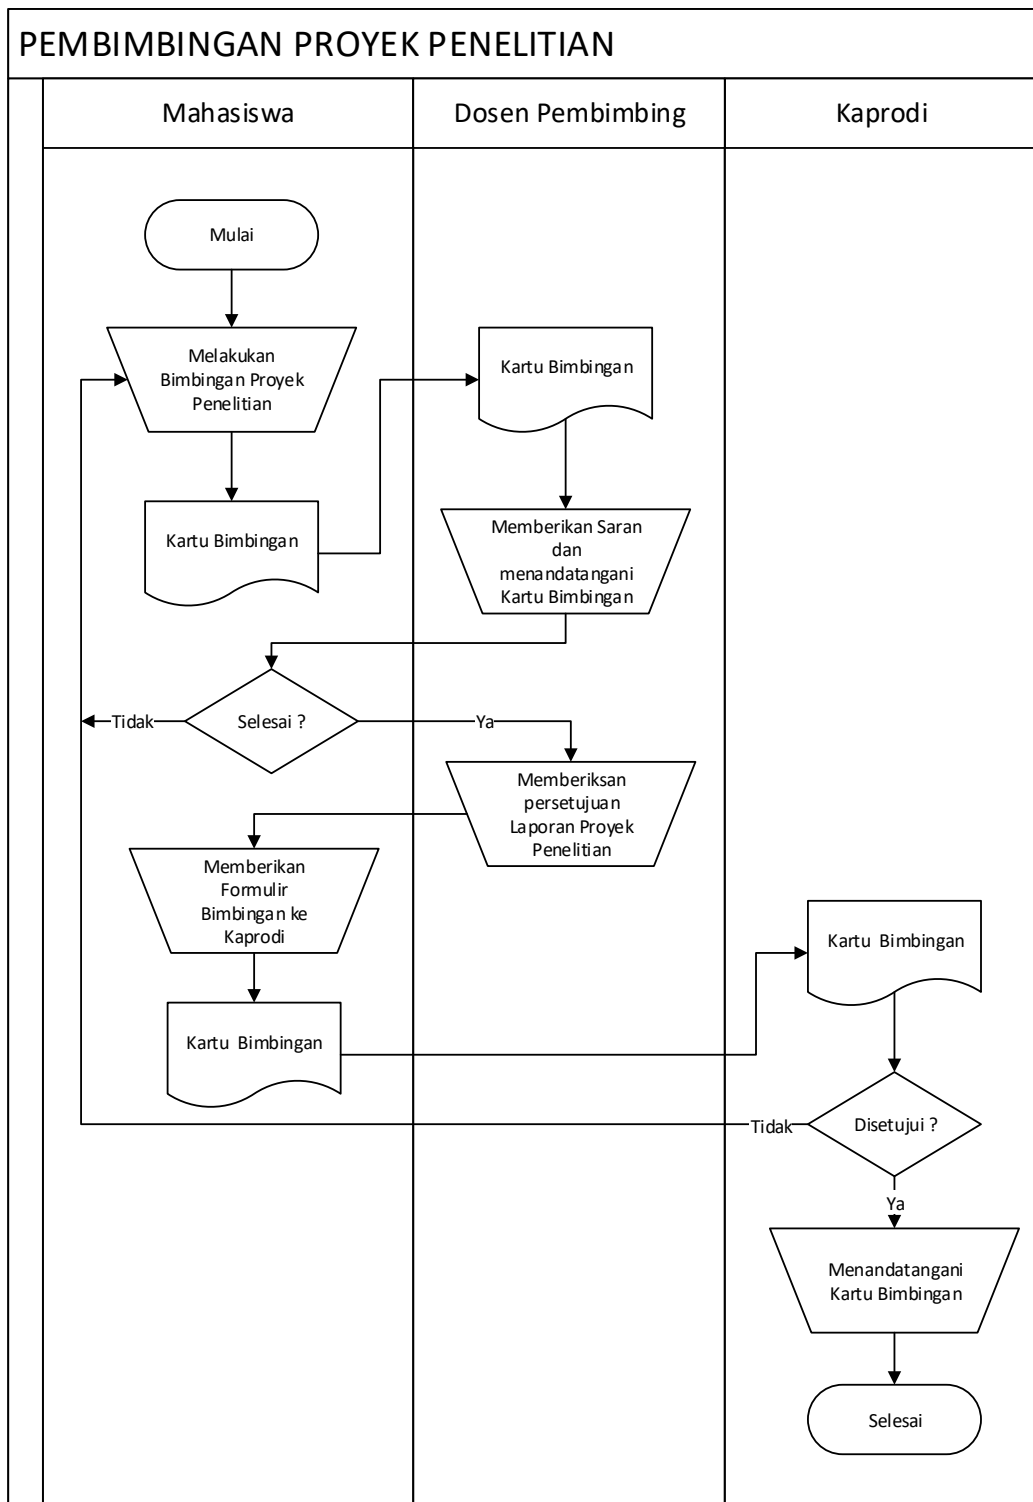 PEMBIMBINGAN PROYEK PENELITIAN
Mahasiswa
Dosen Pembimbing
Kaprodi
Mulai
Melakukan
Bimbingan Proyek
Penelitian
Kartu Bimbingan
Kartu Bimbingan
Memberikan Saran
dan
menandatangani
Kartu Bimbingan
Selesai ?
Tidak
Ya
Memberiksan
persetujuan
Laporan Proyek
Penelitian
Memberikan
Formulir
Bimbingan ke
Kaprodi
Kartu Bimbingan
Kartu Bimbingan
Disetujui ?
Tidak
Ya
Menandatangani
Kartu Bimbingan
Selesai